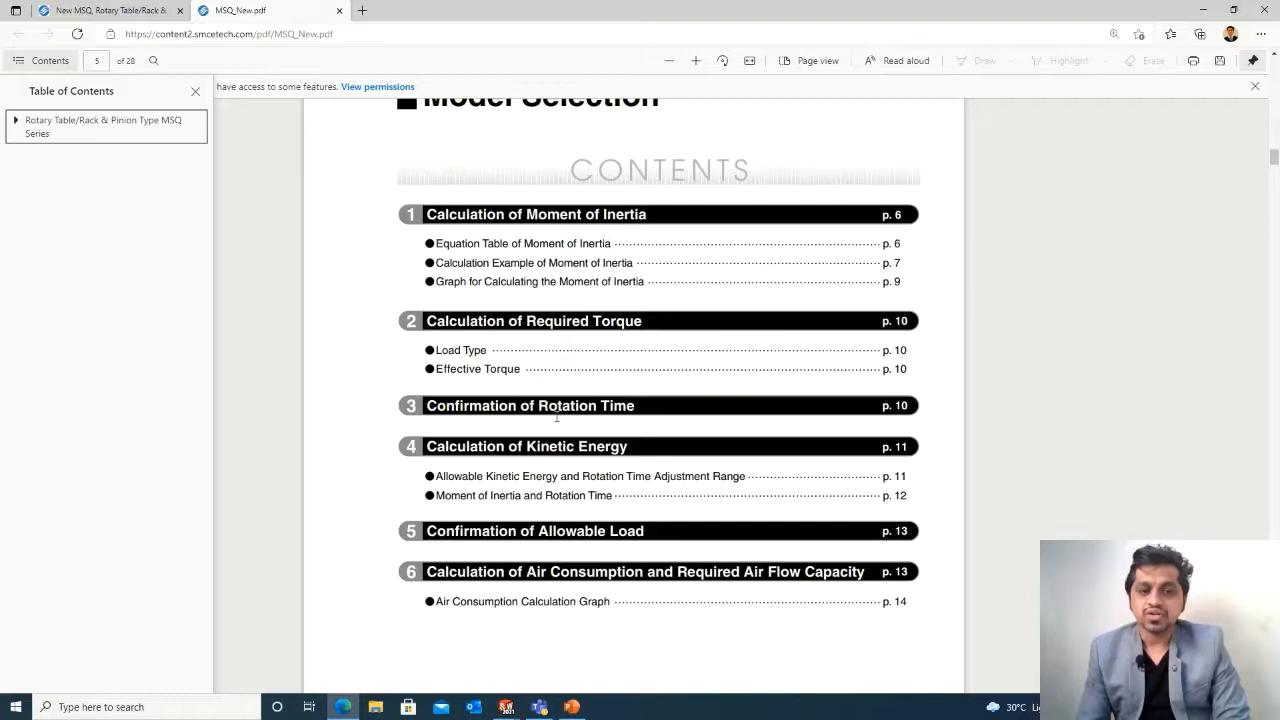 New MSQ, Rotary Table/Rack &
MSQ_New.pdf
https://content2.smcetech.com/pdf/MSQ_New.pdf
Contents
5
of 28
Page view
Read aloud
Draw
Highlight
Erase
Table of Contents
have access to some features. View permissions
Rotary Table/Rack & Pinion Type MSQ
Series
Model Selection
CONTENTS
1 Calculation of Moment of Inertia p. 6
●Equation Table of Moment of Inertia p. 6
●Calculation Example of Moment of Inertia p. 7
●Graph for Calculating the Moment of Inertia p. 9
2 Calculation of Required Torque p. 10
●Load Type p. 10
●Effective Torque p. 10
3 Confirmation of Rotation Time p. 10
4 Calculation of Kinetic Energy p. 11
●Allowable Kinetic Energy and Rotation Time Adjustment Range p. 11
●Moment of Inertia and Rotation Time p. 12
5 Confirmation of Allowable Load p. 13
6 Calculation of Air Consumption and Required Air Flow Capacity p. 13
●Air Consumption Calculation Graph p. 14
Type here to search
30°C